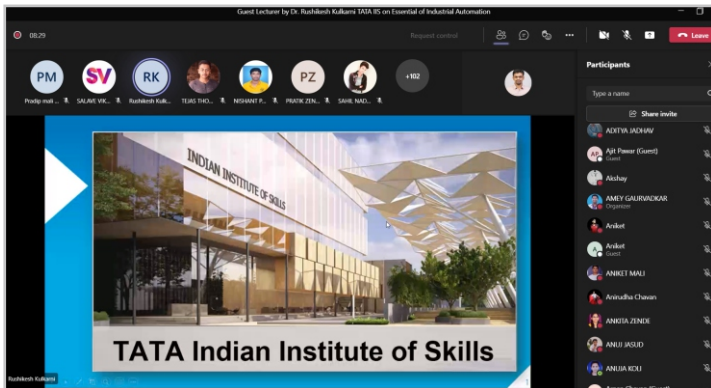 Guest Lecturer by Dr. Rushikesh Kulkarni TATA IIS on Essential of Industrial Automation
08:29
Request control
Leave
PM
SV
RK
PZ
+102
Pradip mali ...
SALAVE VIK...
Rushikesh Kulk...
TEJAS THO...
NISHANT P...
PRATIK ZEN...
SAHIL NAD...
Participants
Type a name
Share invite
ADITYA JADHAV
AP
Ajit Pawar (Guest)
Guest
Akshay
AMEY GAURVADKAR
Organizer
Aniket
A
Aniket
Guest
ANIKET MALI
Anirudha Chavan
ANKITA ZENDE
ANUJ JASUD
ANUJA KOLI
INDIAN INSTITUTE OF SKILLS
TATA Indian Institute of Skills
Rushikesh Kulkarni